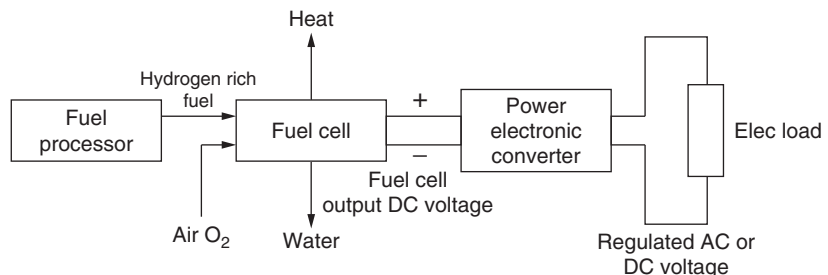 Heat
Hydrogen rich
fuel
Fuel
processor
Fuel cell
+
−
Power
electronic
converter
Elec load
Fuel cell
output DC voltage
Air O₂
Water
Regulated AC or
DC voltage